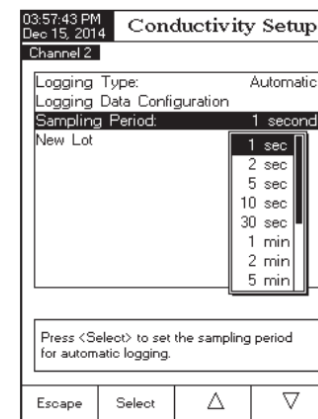 03:57:43 PM
Dec 15, 2014
Conductivity Setup
Channel 2
Logging Type: Automatic
Logging Data Configuration
Sampling Period: 1 second
New Lot
1 sec
2 sec
5 sec
10 sec
30 sec
1 min
2 min
5 min
Press <Select> to set the sampling period
for automatic logging.
Escape Select △ ▽